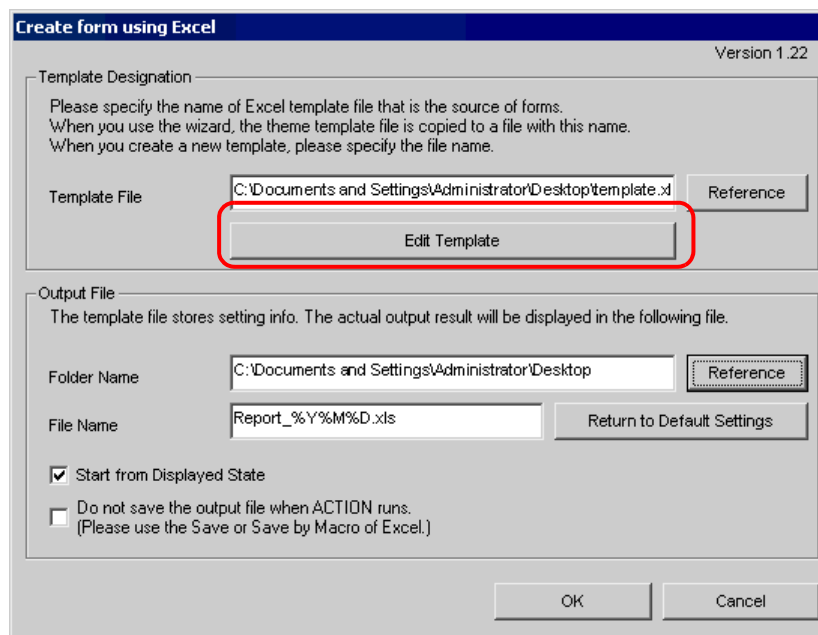 Create form using Excel
Version 1.22
Template Designation
Please specify the name of Excel template file that is the source of forms.
When you use the wizard, the theme template file is copied to a file with this name.
When you create a new template, please specify the file name.
Template File
C:\Documents and Settings\Administrator\Desktop\template.xl
Reference
Edit Template
Output File
The template file stores setting info. The actual output result will be displayed in the following file.
Folder Name
C:\Documents and Settings\Administrator\Desktop
Reference
File Name
Report_%Y%M%D.xls
Return to Default Settings
Start from Displayed State
Do not save the output file when ACTION runs.
(Please use the Save or Save by Macro of Excel.)
OK
Cancel